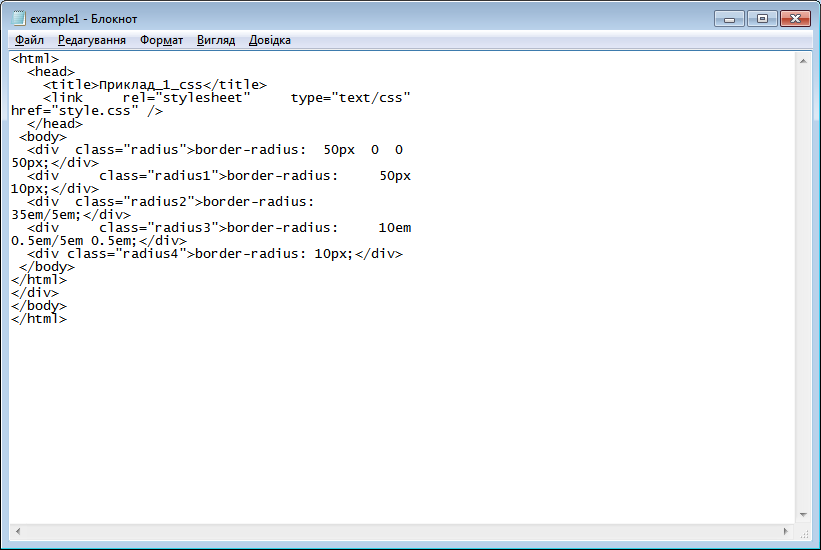 example1 - Блокнот
Файл Редагування Формат Вигляд Довідка
<html>
  <head>
    <title>Приклад_1_css</title>
    <link     rel="stylesheet"     type="text/css"
href="style.css" />
  </head>
 <body>
  <div  class="radius">border-radius:  50px  0  0
50px;</div>
  <div     class="radius1">border-radius:     50px
10px;</div>
  <div  class="radius2">border-radius:
35em/5em;</div>
  <div     class="radius3">border-radius:     10em
0.5em/5em 0.5em;</div>
  <div class="radius4">border-radius: 10px;</div>
 </body>
</html>
</div>
</body>
</html>